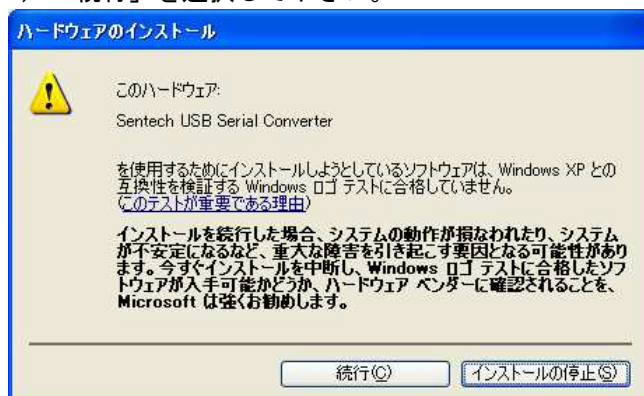 続行」を選択して下さい。
ハードウェアのインストール
このハードウェア:
Sentech USB Serial Converter
を使用するためにインストールしようとしているソフトウェアは、Windows XP との
互換性を検証する Windows ロゴ テストに合格していません。
(このテストが重要である理由)
インストールを続行した場合、システムの動作が損なわれたり、システム
が不安定になるなど、重大な障害を引き起こす要因となる可能性があり
ます。今すぐインストールを中断し、Windows ロゴ テストに合格したソフ
トウェアが入手可能かどうか、ハードウェア ベンダーに確認されることを、
Microsoft は強くお勧めします。
続行(C)
インストールの停止(S)